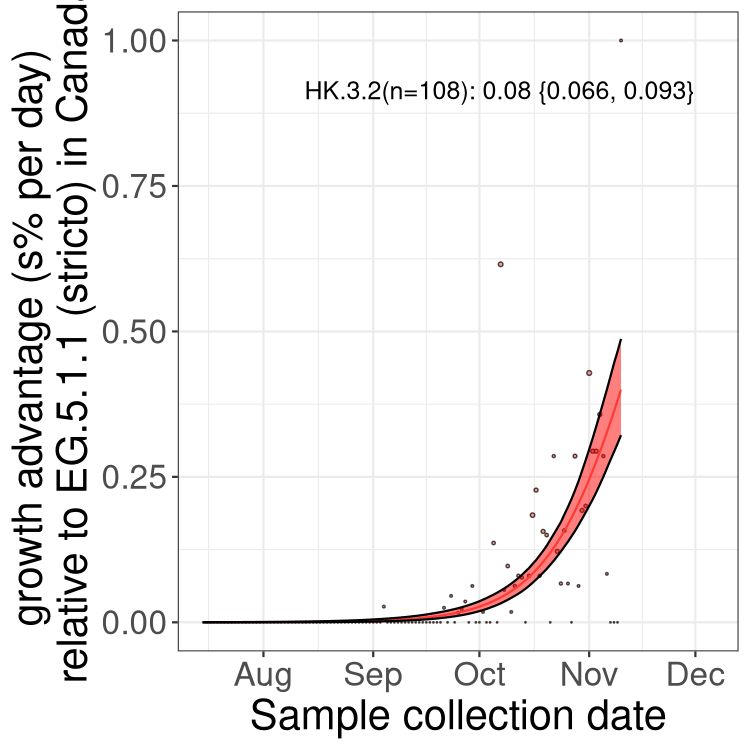 growth advantage (s% per day)
relative to EG.5.1.1 (stricto) in Canada
1.00
0.75
0.50
0.25
0.00
HK.3.2(n=108): 0.08 {0.066, 0.093}
Aug Sep Oct Nov Dec
Sample collection date